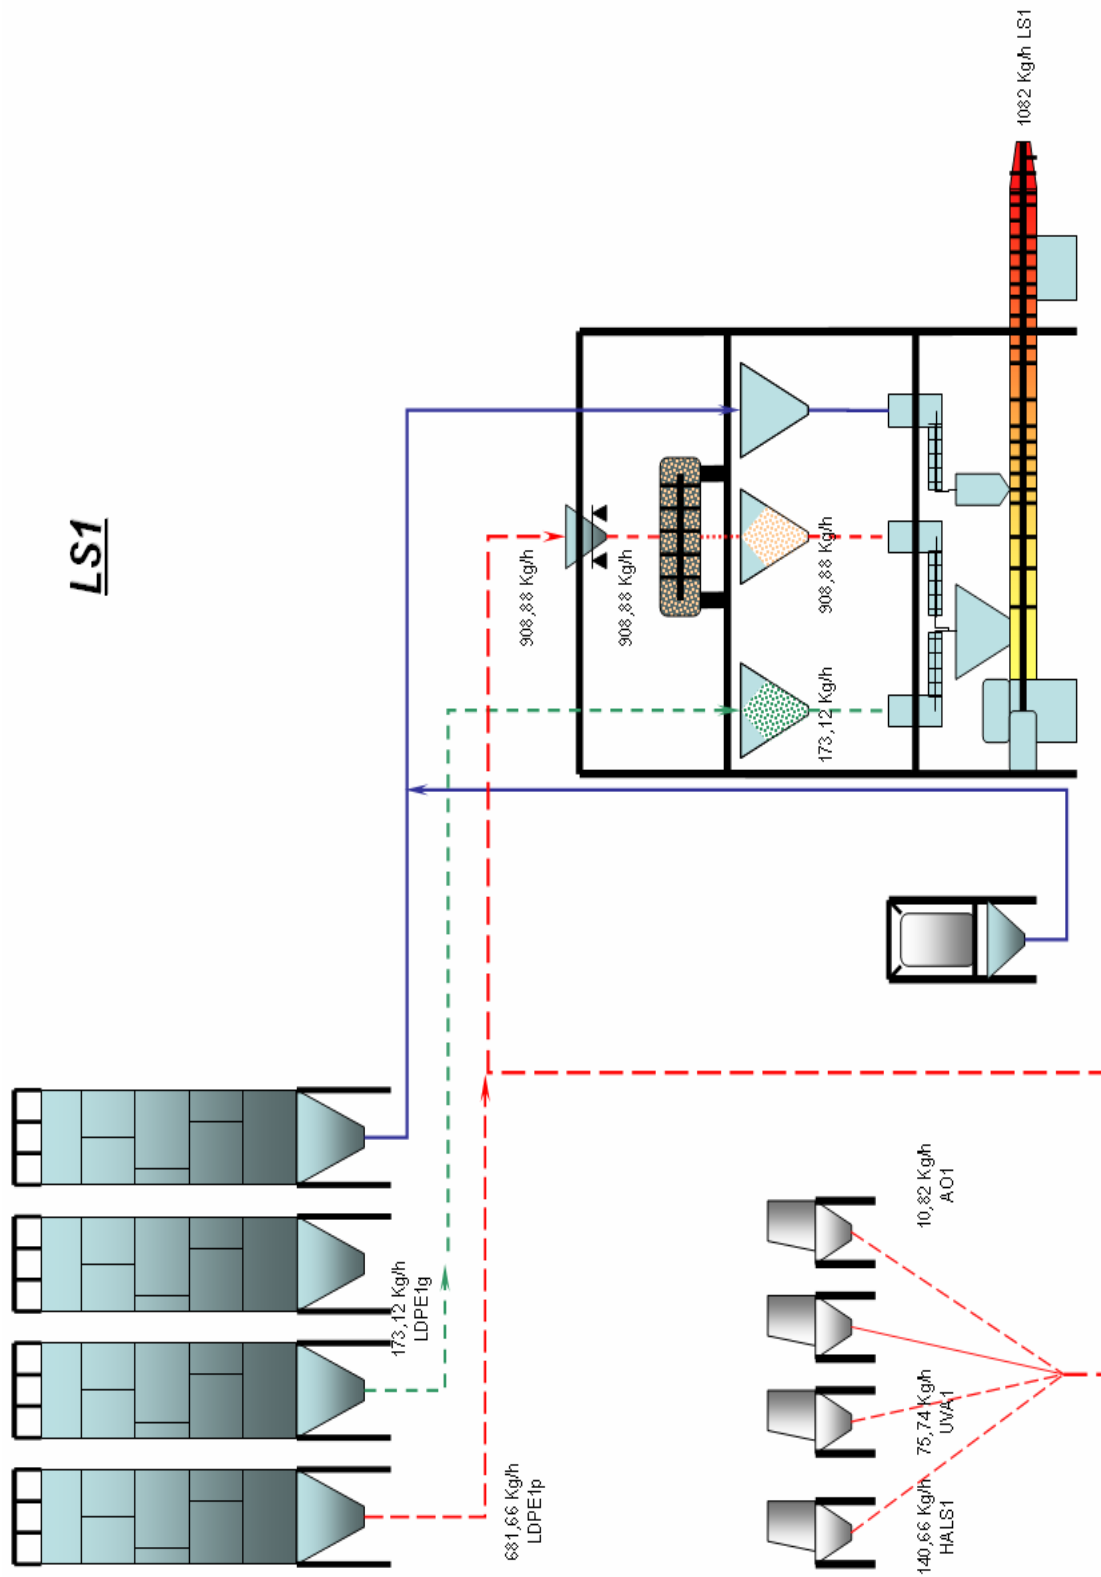 LS1
1082 Kg/h LS1
908,88 Kg/h
908,88 Kg/h
908,88 Kg/h
173,12 Kg/h
173,12 Kg/h
LDPE1g
681,66 Kg/h
LDPE1p
10,82 Kg/h
AO1
75,74 Kg/h
UVA1
140,66 Kg/h
HALS1